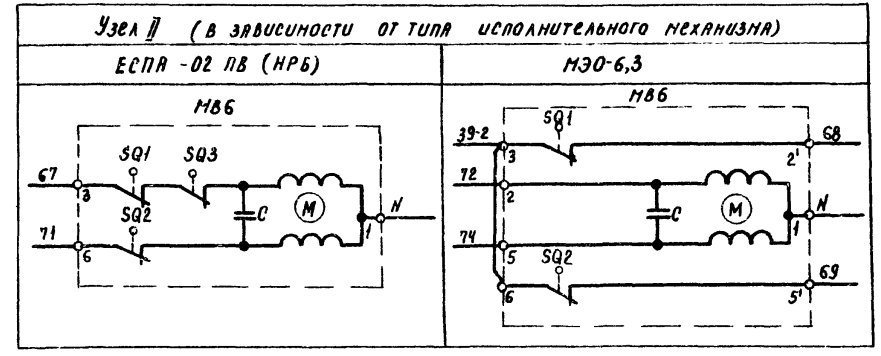 Узел II (в зависимости от типа исполнительного механизма)
ЕСПА -02 ПВ (НРБ)
МЭО-6,3
МВ6
SQ1 SQ3
67
3
SQ2
C
M
N
1
71
6
МВ6
SQ1
39-2
3
2'
68
72
2
C
M
N
1
74
5
SQ2
6
5'
69